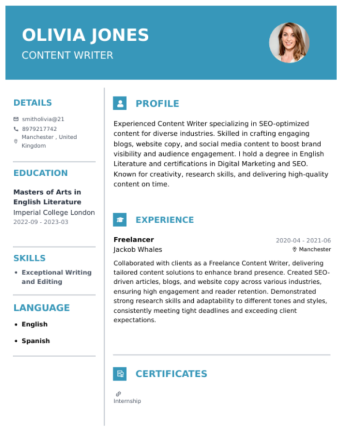 OLIVIA JONES
CONTENT WRITER
DETAILS
smitholivia@21
8979217742
Manchester , United
Kingdom
EDUCATION
Masters of Arts in
English Literature
Imperial College London
2022-09 - 2023-03
SKILLS
• Exceptional Writing
and Editing
LANGUAGE
• English
• Spanish
PROFILE
Experienced Content Writer specializing in SEO-optimized
content for diverse industries. Skilled in crafting engaging
blogs, website copy, and social media content to boost brand
visibility and audience engagement. I hold a degree in English
Literature and certifications in Digital Marketing and SEO.
Known for creativity, research skills, and delivering high-quality
content on time.
EXPERIENCE
Freelancer
2020-04 - 2021-06
Jackob Whales
Manchester
Collaborated with clients as a Freelance Content Writer, delivering
tailored content solutions to enhance brand presence. Created SEO-
driven articles, blogs, and website copy across various industries,
ensuring high engagement and reader retention. Demonstrated
strong research skills and adaptability to different tones and styles,
consistently meeting tight deadlines and exceeding client
expectations.
CERTIFICATES
Internship